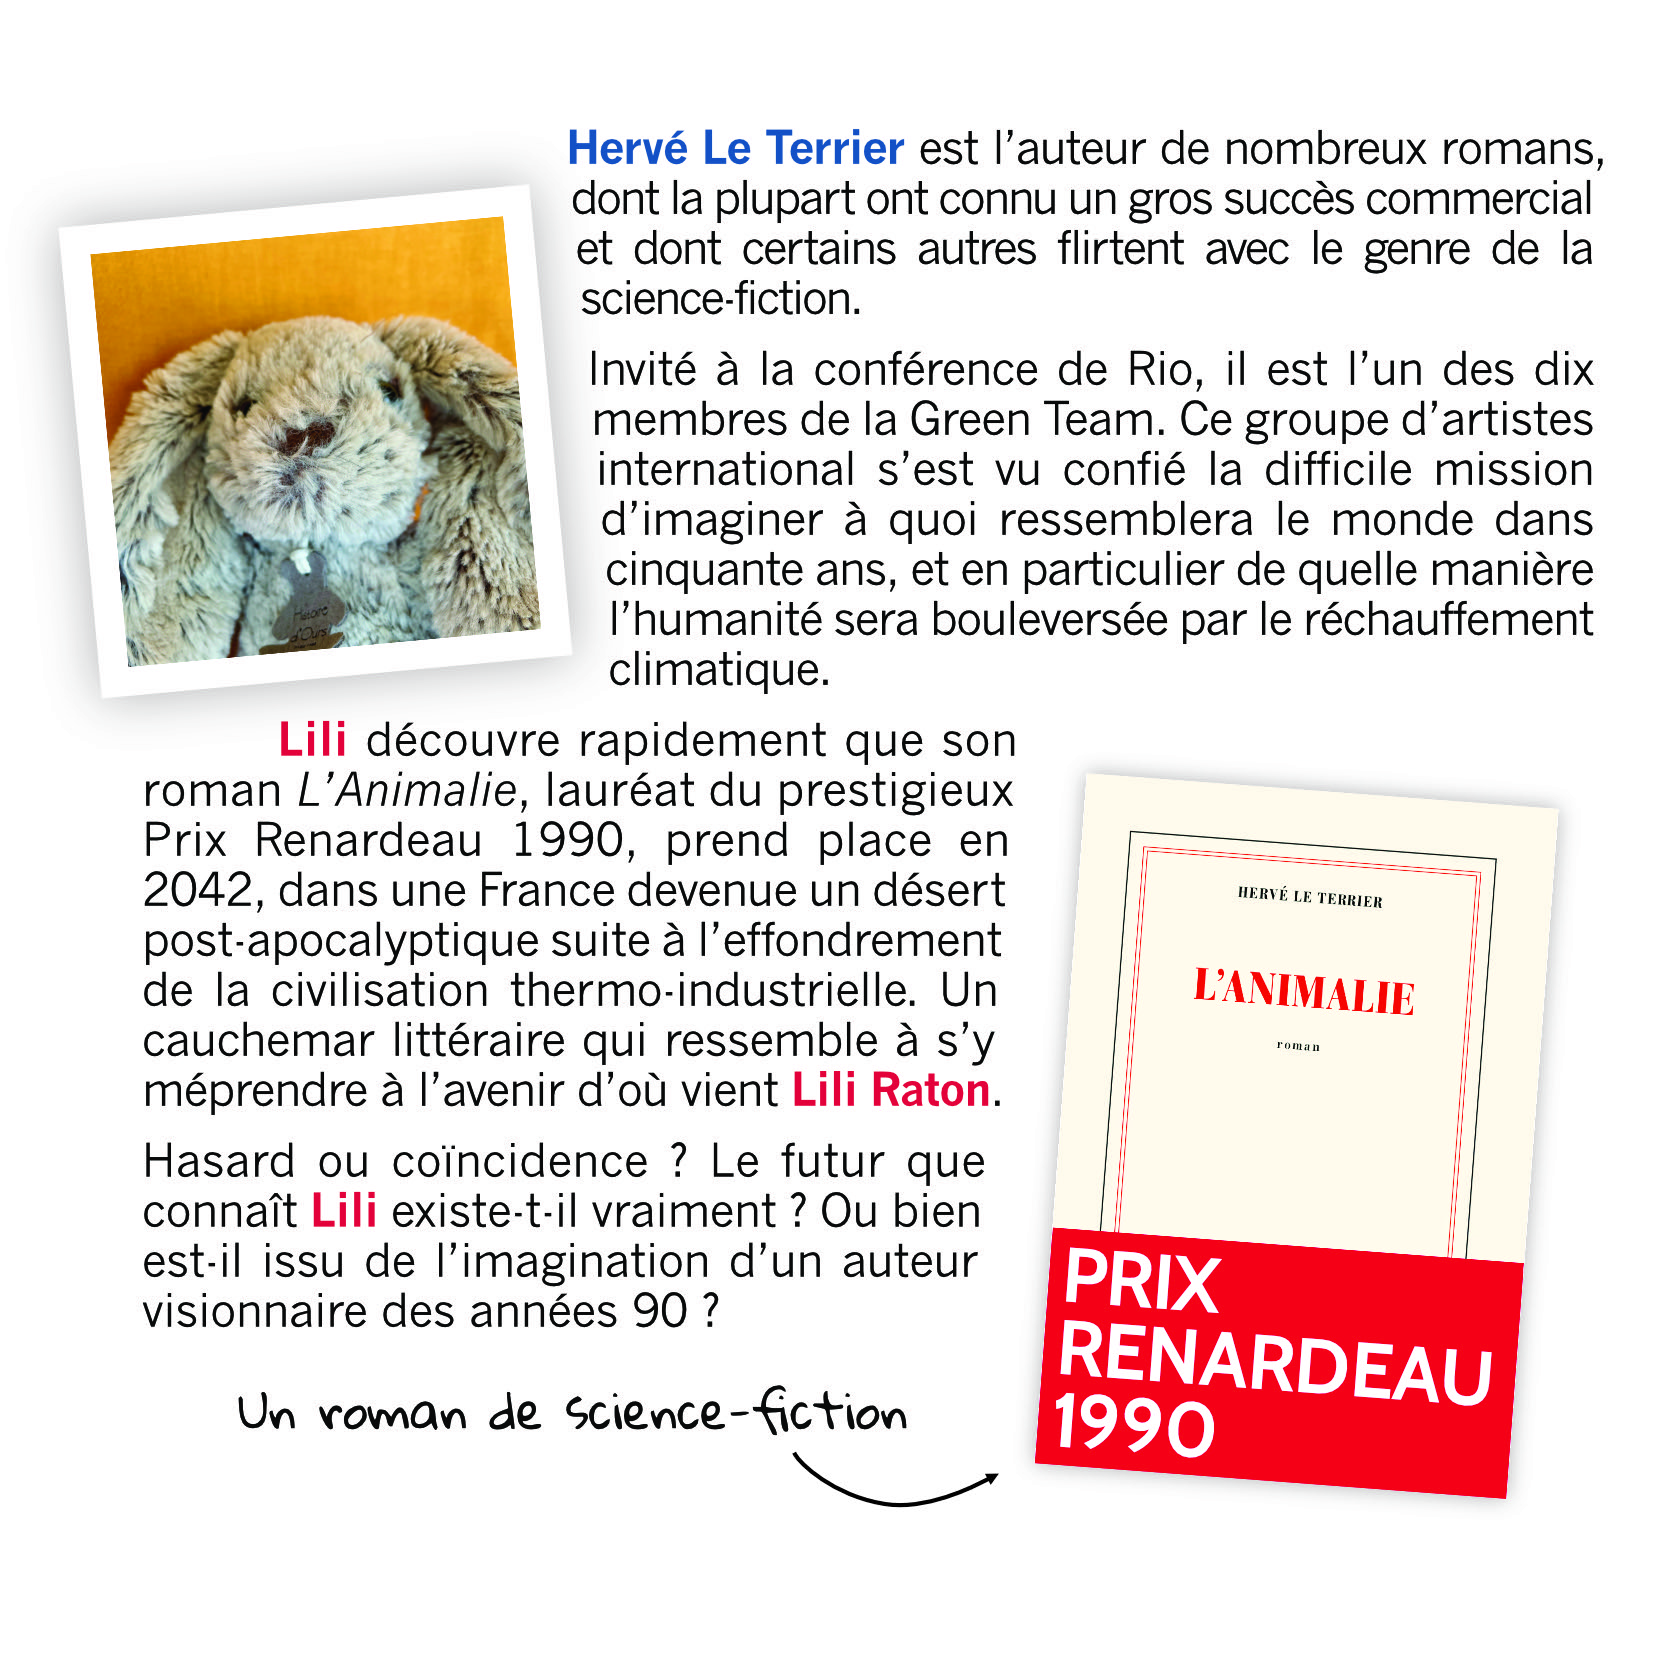 Hervé Le Terrier est l’auteur de nombreux romans,
dont la plupart ont connu un gros succès commercial
et dont certains autres flirtent avec le genre de la
science-fiction.
Invité à la conférence de Rio, il est l’un des dix
membres de la Green Team. Ce groupe d’artistes
international s’est vu confié la difficile mission
d’imaginer à quoi ressemblera le monde dans
cinquante ans, et en particulier de quelle manière
l’humanité sera bouleversée par le réchauffement
climatique.
Histoire
d'Ours
Lili découvre rapidement que son
roman L’Animalie, lauréat du prestigieux
Prix Renardeau 1990, prend place en
2042, dans une France devenue un désert
post-apocalyptique suite à l’effondrement
de la civilisation thermo-industrielle. Un
cauchemar littéraire qui ressemble à s’y
méprendre à l’avenir d’où vient Lili Raton.
Hasard ou coïncidence ? Le futur que
connaît Lili existe-t-il vraiment ? Ou bien
est-il issu de l’imagination d’un auteur
visionnaire des années 90 ?
Un roman de science-fiction
HERVÉ LE TERRIER
L’ANIMALIE
roman
PRIX
RENARDEAU
1990